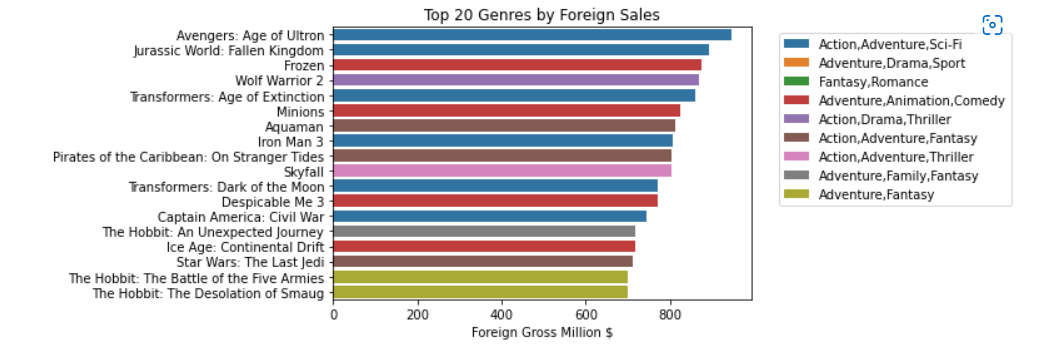 Top 20 Genres by Foreign Sales
Avengers: Age of Ultron
Jurassic World: Fallen Kingdom
Frozen
Wolf Warrior 2
Transformers: Age of Extinction
Minions
Aquaman
Iron Man 3
Pirates of the Caribbean: On Stranger Tides
Skyfall
Transformers: Dark of the Moon
Despicable Me 3
Captain America: Civil War
The Hobbit: An Unexpected Journey
Ice Age: Continental Drift
Star Wars: The Last Jedi
The Hobbit: The Battle of the Five Armies
The Hobbit: The Desolation of Smaug
0 200 400 600 800
Foreign Gross Million $
Action,Adventure,Sci-Fi
Adventure,Drama,Sport
Fantasy,Romance
Adventure,Animation,Comedy
Action,Drama,Thriller
Action,Adventure,Fantasy
Action,Adventure,Thriller
Adventure,Family,Fantasy
Adventure,Fantasy